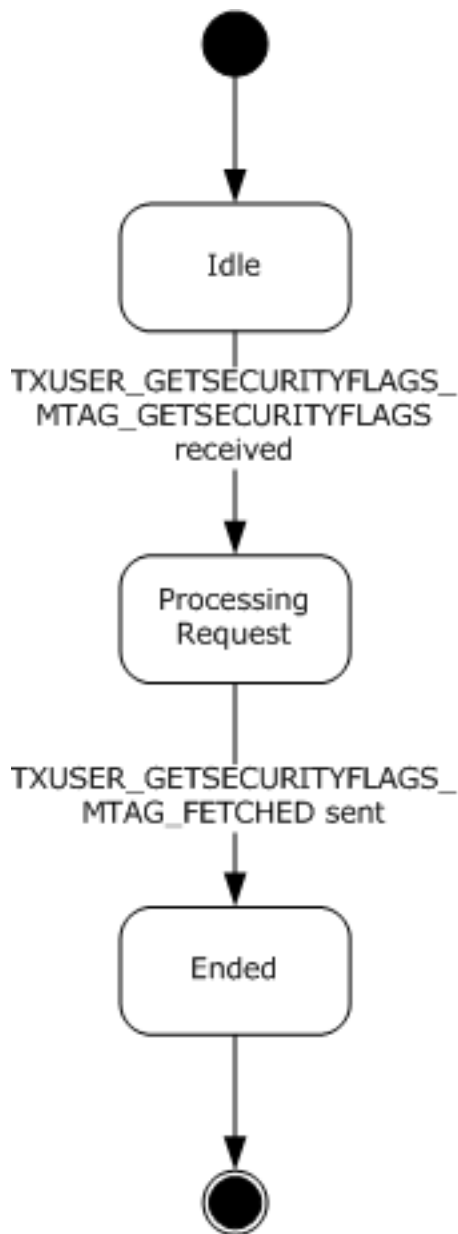 Idle
TXUSER_GETSECURITYFLAGS_
MTAG_GETSECURITYFLAGS
received
Processing
Request
TXUSER_GETSECURITYFLAGS_
MTAG_FETCHED sent
Ended